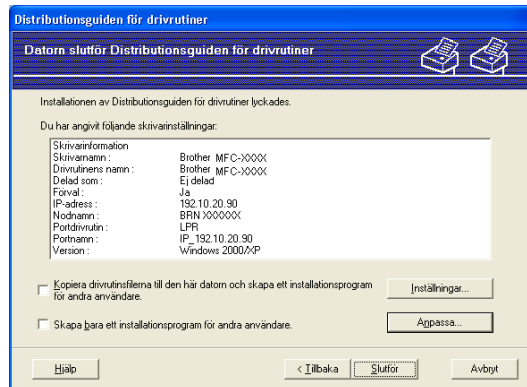 Distributionsguiden för drivrutiner
Datorn slutför Distributionsguiden för drivrutiner
Installationen av Distributionsguiden för drivrutiner lyckades.
Du har angivit följande skrivarinställningar:
Skrivarinformation
Skrivarnamn : Brother MFC-XXXX
Drivrutinens namn : Brother MFC-XXXX
Delad som : Ej delad
Förval : Ja
IP-adress : 192.10.20.90
Nodnamn : BRN XXXXXX
Portdrivrutin : LPR
Portnamn : IP_192.10.20.90
Version : Windows 2000/XP
Kopiera drivrutinsfilerna till den här datorn och skapa ett installationsprogram
för andra användare.
Inställningar...
Skapa bara ett installationsprogram för andra användare.
Anpassa...
Hjälp
< Tillbaka
Slutför
Avbryt